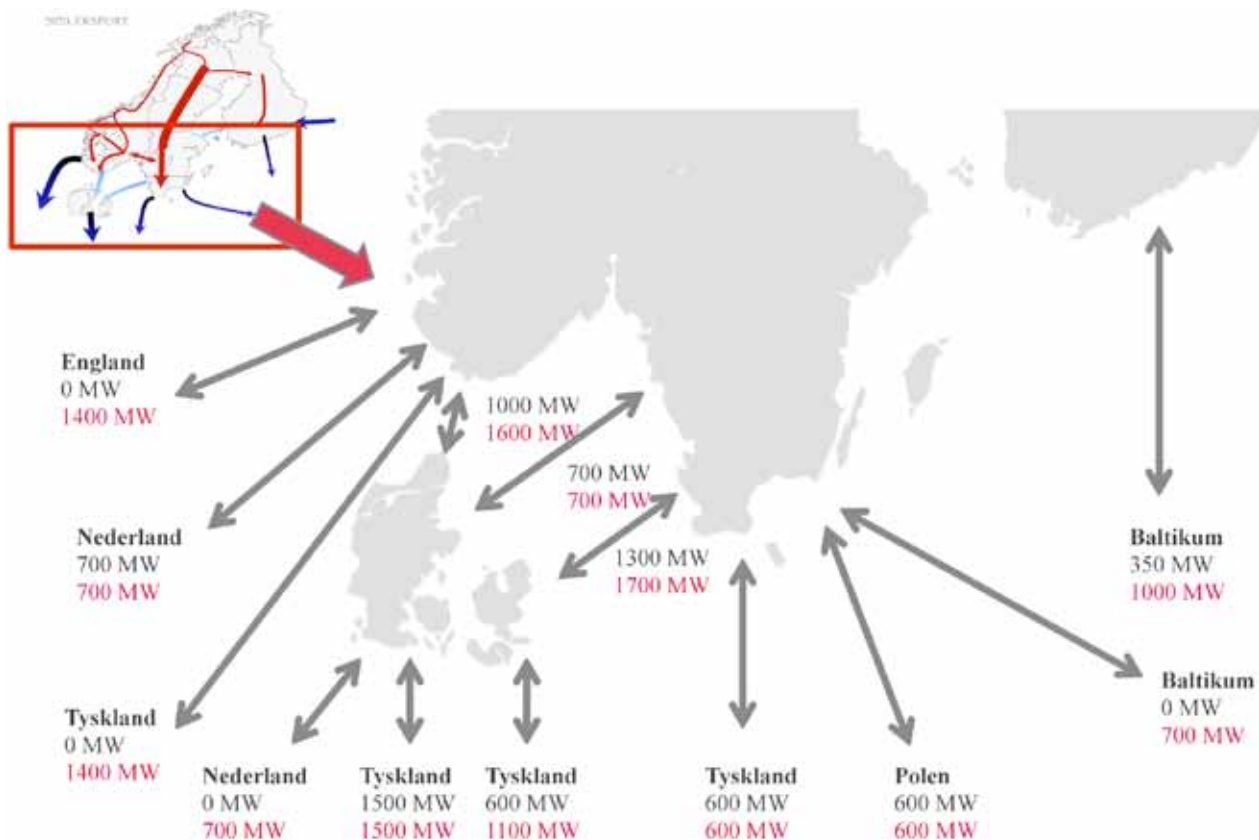 2020, EKSPORT
England
0 MW
1400 MW
1000 MW
1600 MW
700 MW
700 MW
Nederland
700 MW
700 MW
1300 MW
1700 MW
Baltikum
350 MW
1000 MW
Baltikum
0 MW
700 MW
Tyskland
0 MW
1400 MW
Nederland
0 MW
700 MW
Tyskland
1500 MW
1500 MW
Tyskland
600 MW
1100 MW
Tyskland
600 MW
600 MW
Polen
600 MW
600 MW